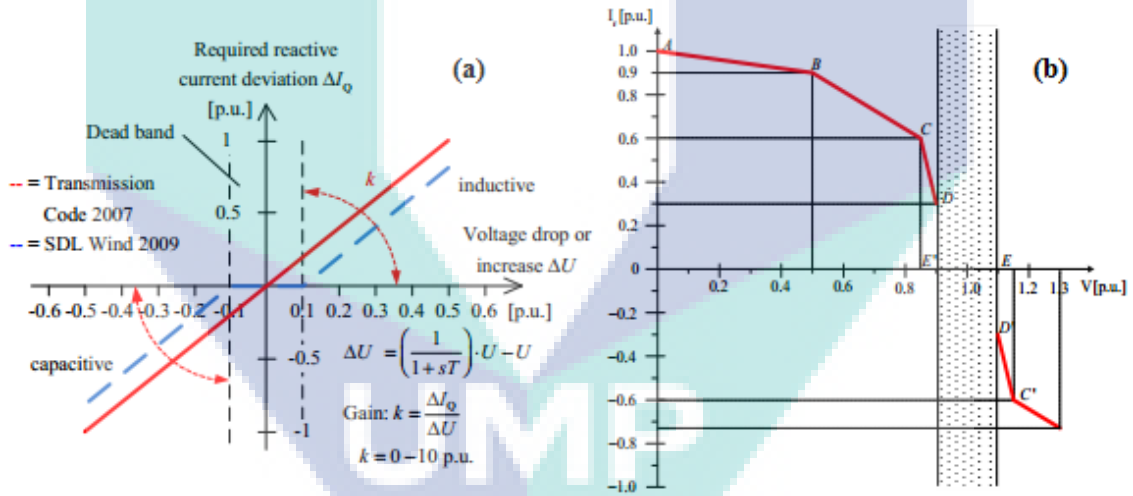 Required reactive
current deviation ΔI_Q
[p.u.]
(a)
Dead band
1
k
-- = Transmission
Code 2007
-- = SDL Wind 2009
0.5
inductive
Voltage drop or
increase ΔU
-0.6 -0.5 -0.4 -0.3 -0.2 -0.1 0.1 0.2 0.3 0.4 0.5 0.6 [p.u.]
capacitive
-0.5
ΔU = (1/(1+sT))·U−U
Gain: k = ΔI_Q/ΔU
-1
k = 0−10 p.u.
I_r[p.u.]
(b)
1.0 A
0.9 B
0.8
0.6 C
0.4
0.2 D
0 E" E
0.2 0.4 0.6 0.8 1.0 1.2 1.3 V[p.u.]
−0.2
D'
−0.4
−0.6 C"
−0.8
−1.0
UMP